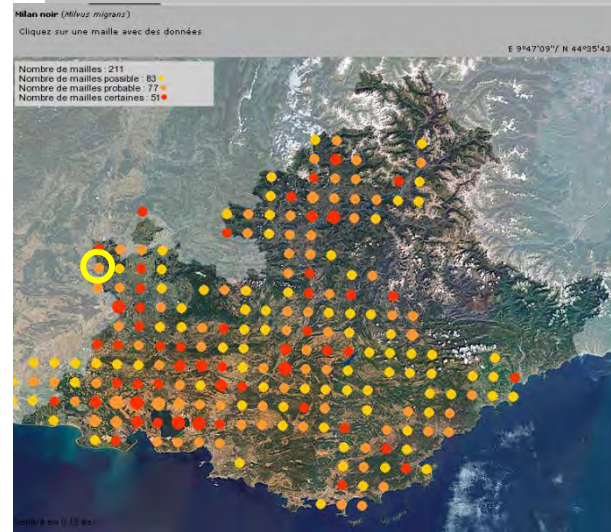 Milan noir (Milvus migrans)
Cliquez sur une maille avec des données
E 9°47'09"/ N 44°35'43
Nombre de mailles : 211
Nombre de mailles possible : 83
Nombre de mailles probable : 77
Nombre de mailles certaines : 51